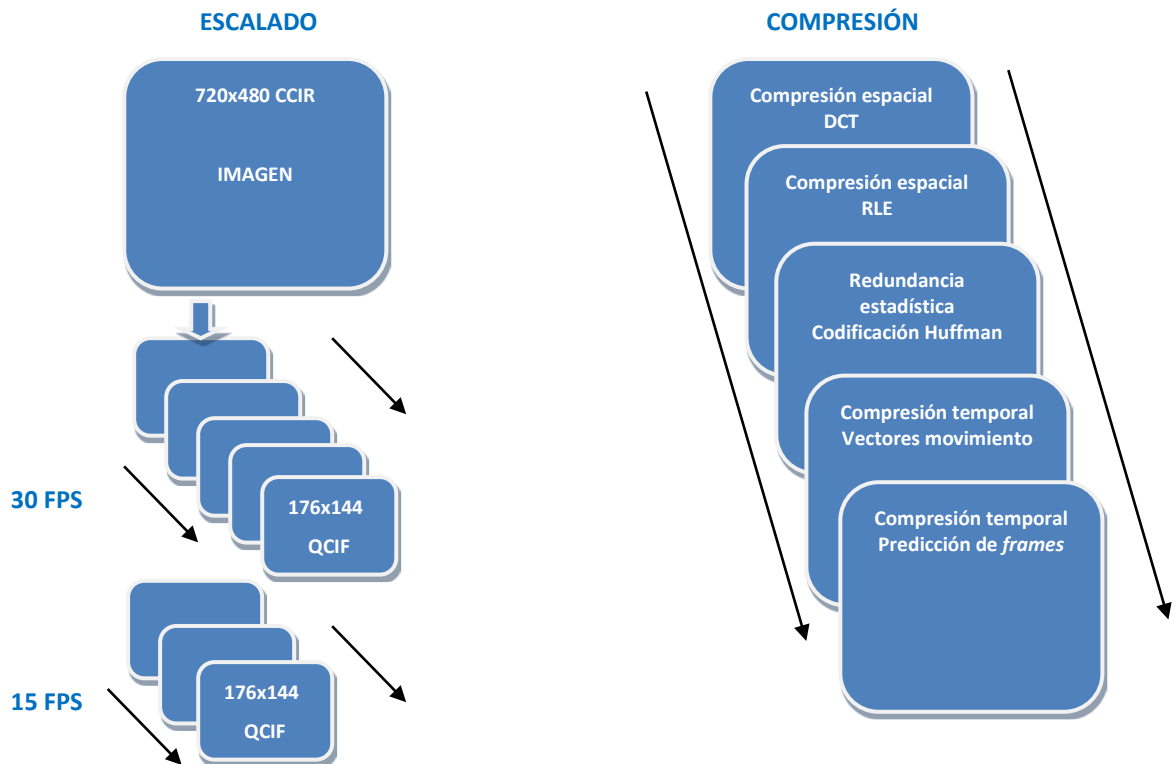 ESCALADO
720x480 CCIR
IMAGEN
30 FPS
176x144
QCIF
15 FPS
176x144
QCIF
COMPRESIÓN
Compresión espacial
DCT
Compresión espacial
RLE
Redundancia
estadística
Codificación Huffman
Compresión temporal
Vectores movimiento
Compresión temporal
Predicción de frames